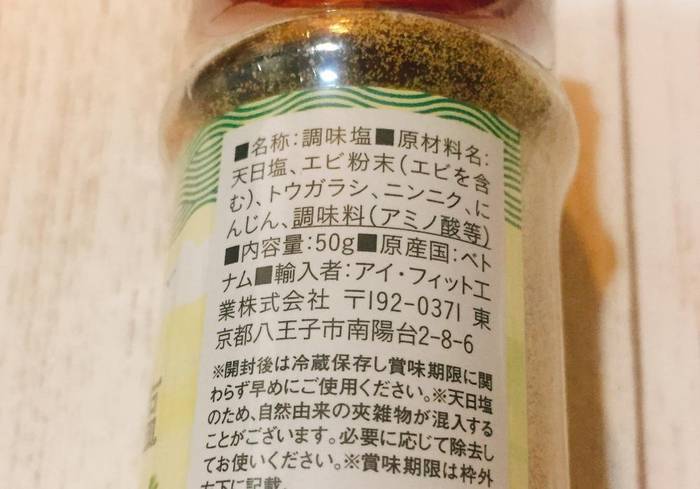 ■名称:調味塩■原材料名:
天日塩、エビ粉末(エビを含
む)、トウガラシ、ニンニク、に
んじん、調味料(アミノ酸等)
■内容量:50g■原産国:ベト
ナム■輸入者:アイ・フィット工
業株式会社 〒192-0371 東
京都八王子市南陽台2-8-6
※開封後は冷蔵保存し賞味期限に関
わらず早めにご使用ください。※天日塩
のため、自然由来の夾雑物が混入する
ことがございます。必要に応じて除去し
てお使いください。※賞味期限は枠外
右下に記載。